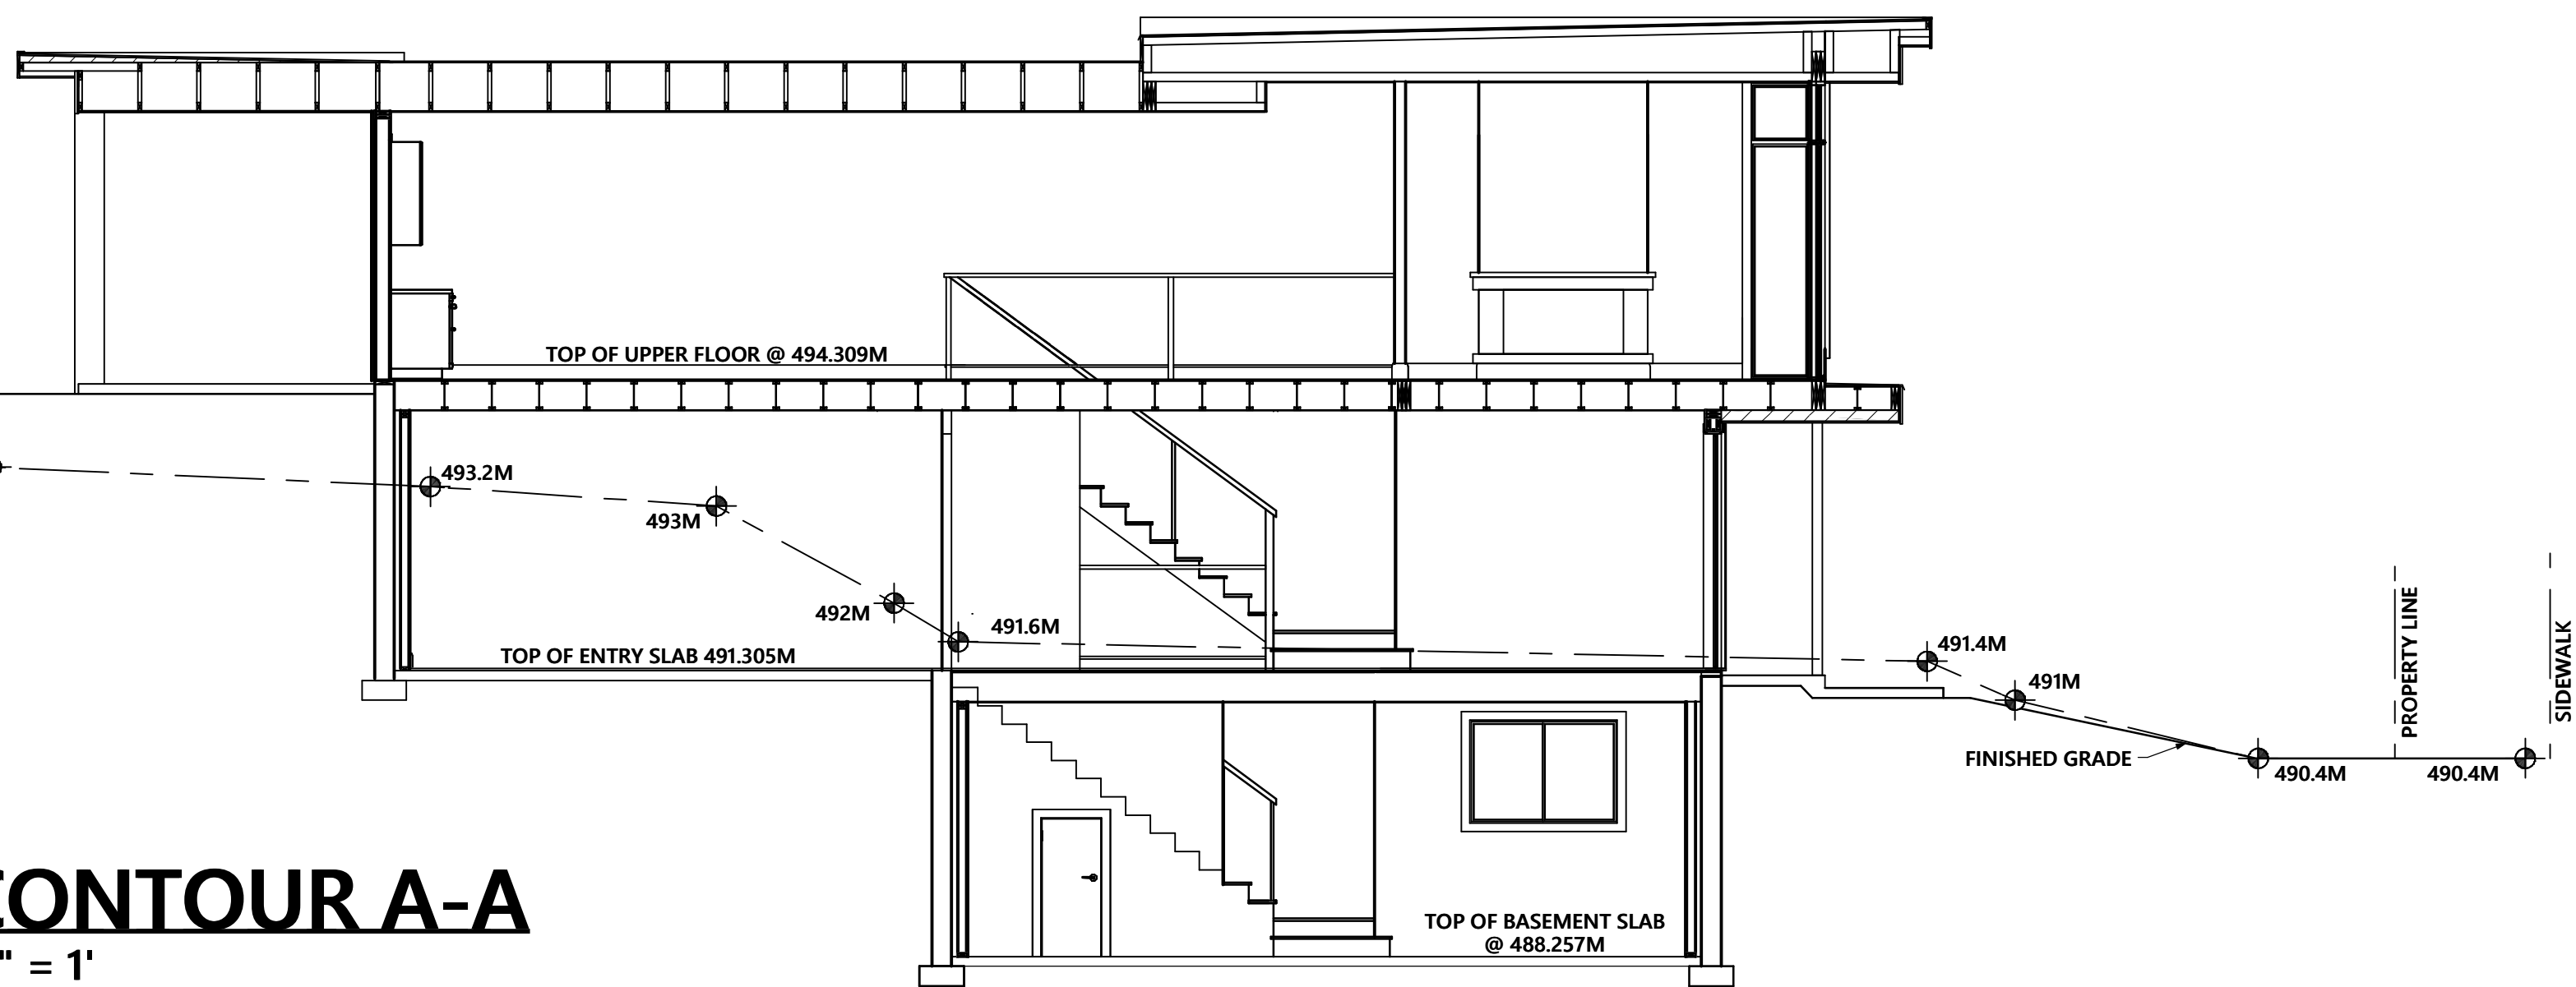 TOP OF UPPER FLOOR @ 494.309M
493.2M
493M
492M
491.6M
TOP OF ENTRY SLAB 491.305M
491.4M
491M
PROPERTY LINE
SIDEWALK
FINISHED GRADE
490.4M
490.4M
TOP OF BASEMENT SLAB
@ 488.257M
CONTOUR A-A
" = 1'